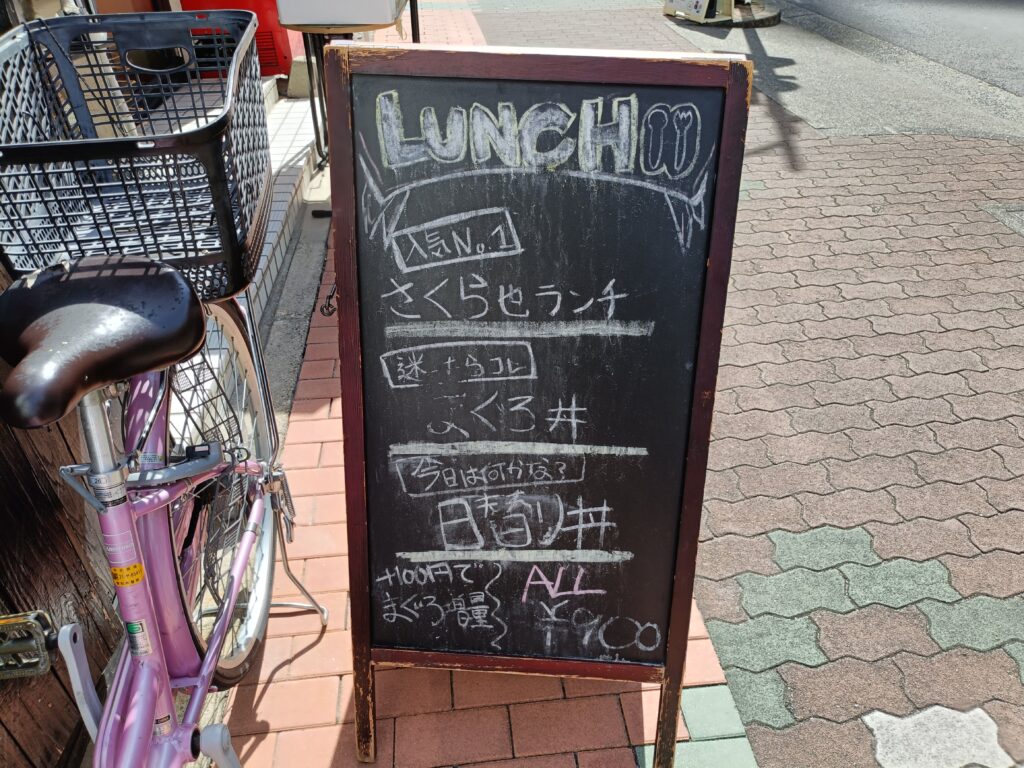 LUNCH
人気No.1
さくら也ランチ
迷ったらコレ
まぐろ丼
今日は何かな？
日替り丼
+100円で
まぐろ増量
ALL
¥900